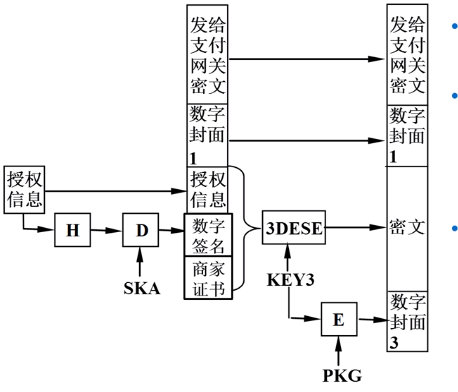 发给
支付
网关
密文
数字
封面
1
授权
信息
数字
签名
商家
证书
授权
信息
H
D
SKA
3DESE
KEY3
E
PKG
发给
支付
网关
密文
数字
封面
1
密文
数字
封面
3